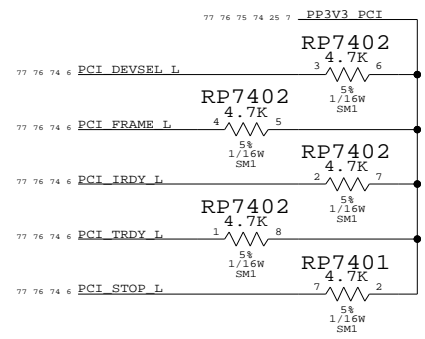 77 76 75 74 25 7 PP3V3_PCI
RP7402
4.7K
77 76 74 6 PCI_DEVSEL_L 3 6
5%
1/16W
SM1
RP7402
4.7K
77 76 74 6 PCI_FRAME_L 4 5
5%
1/16W
SM1
RP7402
4.7K
77 76 74 6 PCI_IRDY_L 2 7
5%
1/16W
SM1
RP7402
4.7K
77 76 74 6 PCI_TRDY_L 1 8
5%
1/16W
SM1
RP7401
4.7K
77 76 74 6 PCI_STOP_L 7 2
5%
1/16W
SM1